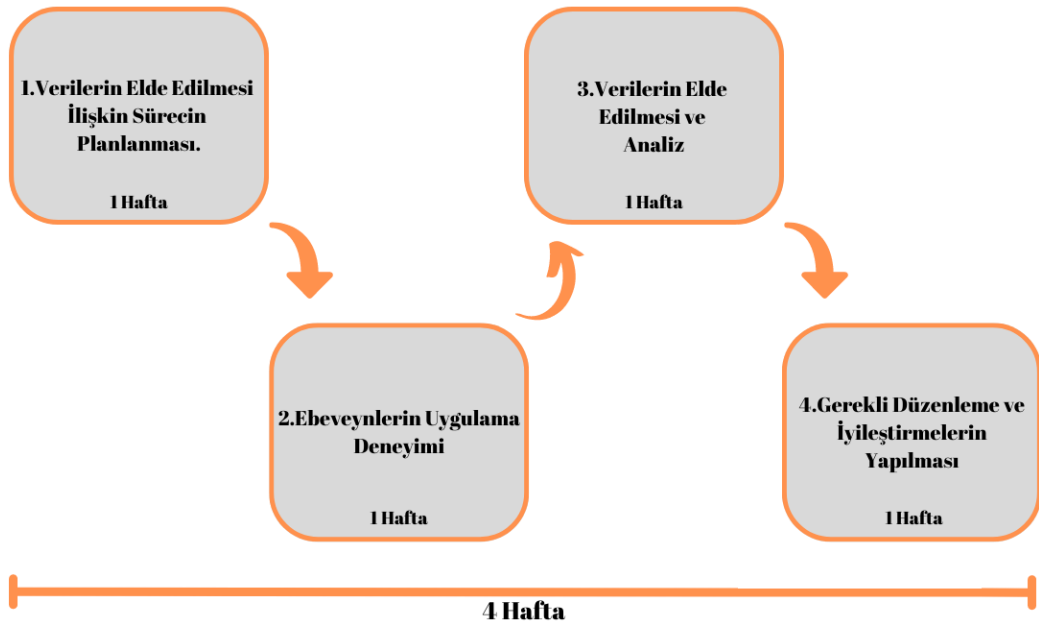 1.Verilerin Elde Edilmesi
İlişkin Sürecin
Planlanması.
1 Hafta
2.Ebeveynlerin Uygulama
Deneyimi
1 Hafta
3.Verilerin Elde
Edilmesi ve
Analiz
1 Hafta
4.Gerekli Düzenleme ve
İyileştirmelerin
Yapılması
1 Hafta
4 Hafta